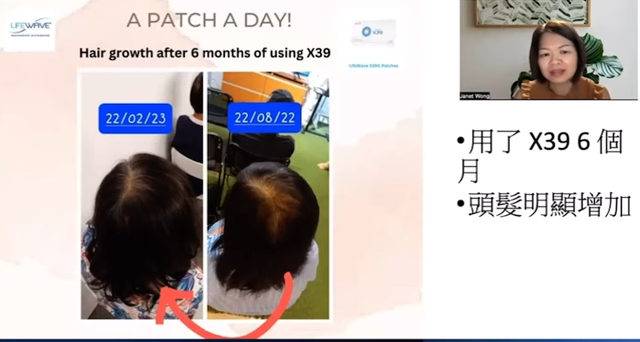 LIFEWAVE
A PATCH A DAY!
X39
Hair growth after 6 months of using X39
LifeWave X39® Patches
22/02/23
22/08/22
Janet Wong
•用了 X39 6 個
月
•頭髮明顯增加